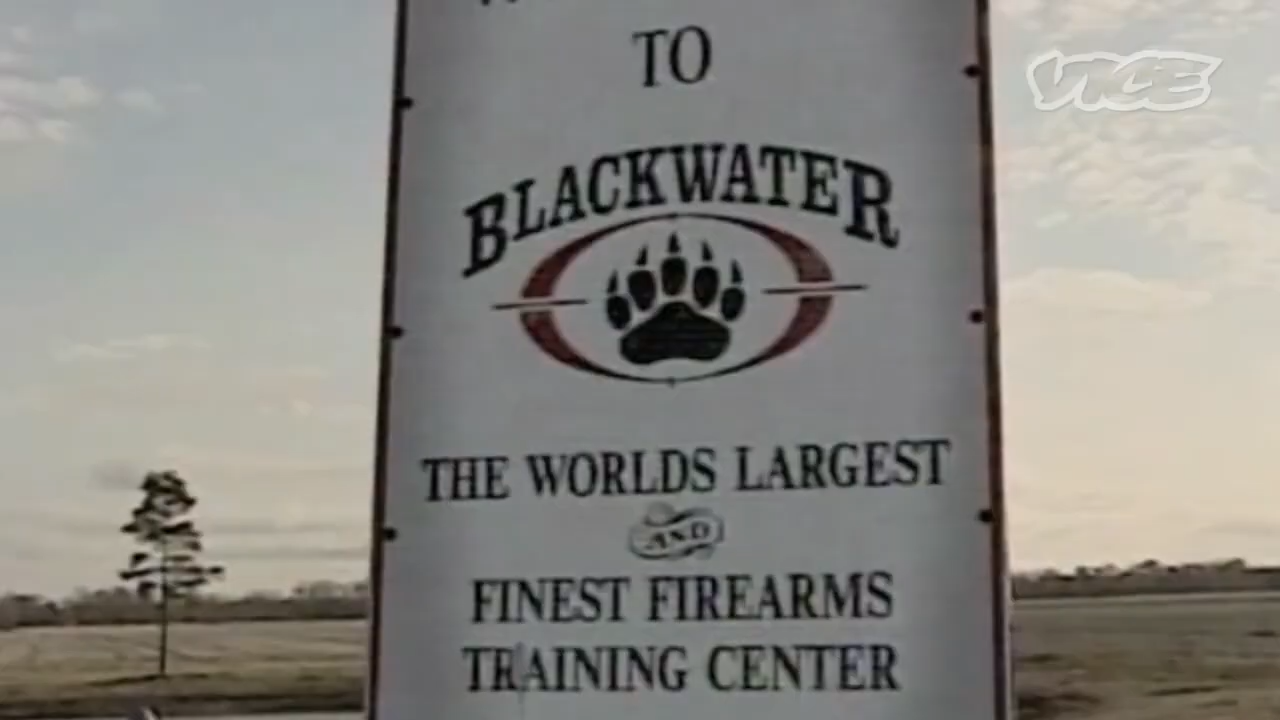 TO
VICE
BLACKWATER
THE WORLDS LARGEST
AND
FINEST FIREARMS
TRAINING CENTER